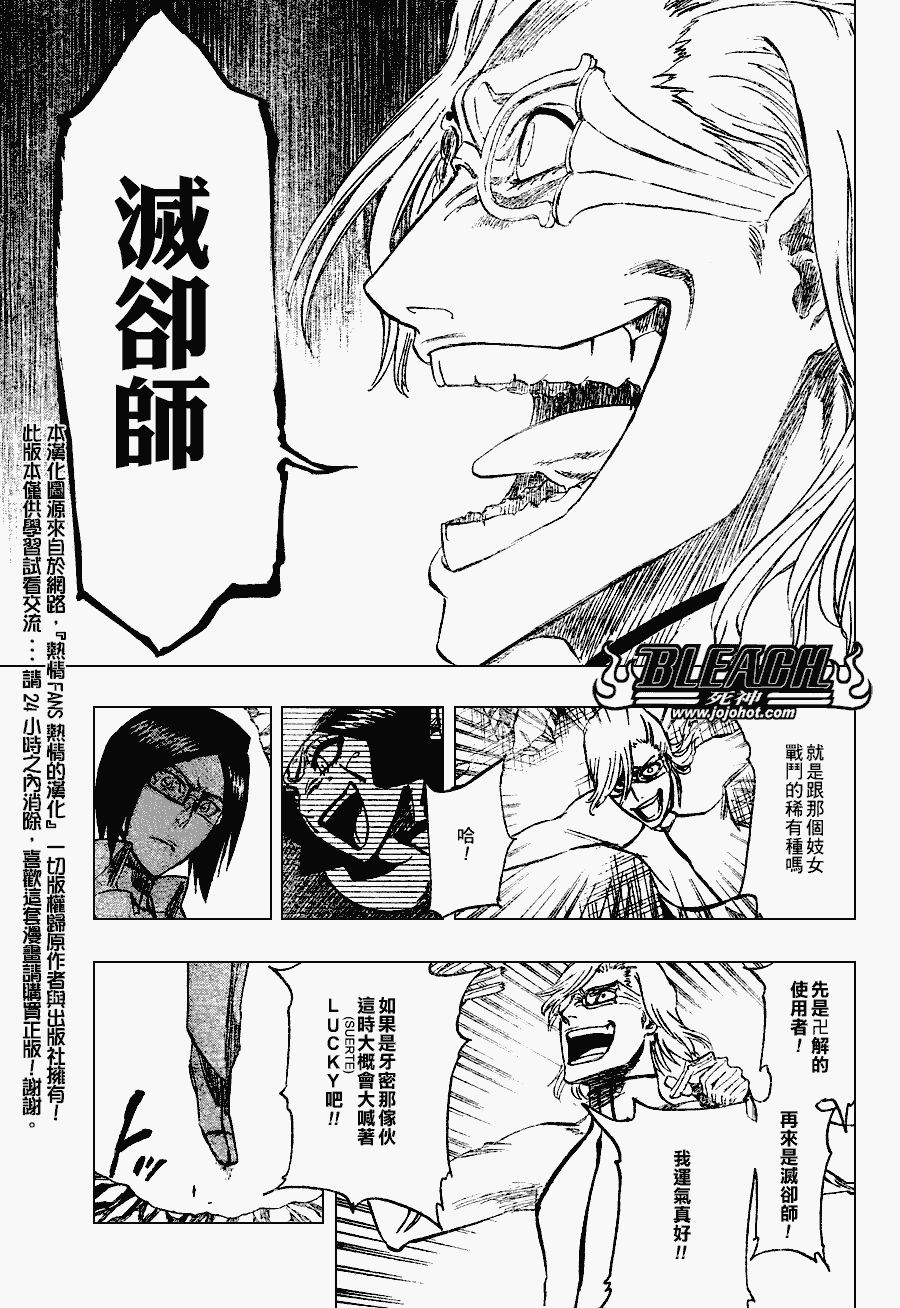 滅卻師
BLEACH
死神
www.jojohot.com
就是跟那個妓女
戰鬥的稀有種嗎
哈！
先是卍解的
使用者！
再來是滅卻師！
我運氣真好!!
如果是牙密那傢伙
這時大概會大喊著
LUCKY吧!!
(SUERTE)
本漢化圖源來自於網路，『熱情FANS熱情的漢化』一切版權歸原作者與出版社擁有！
此版本僅供學習試看交流...請24小時之內消除，喜歡這套漫畫請購買正版！謝謝。